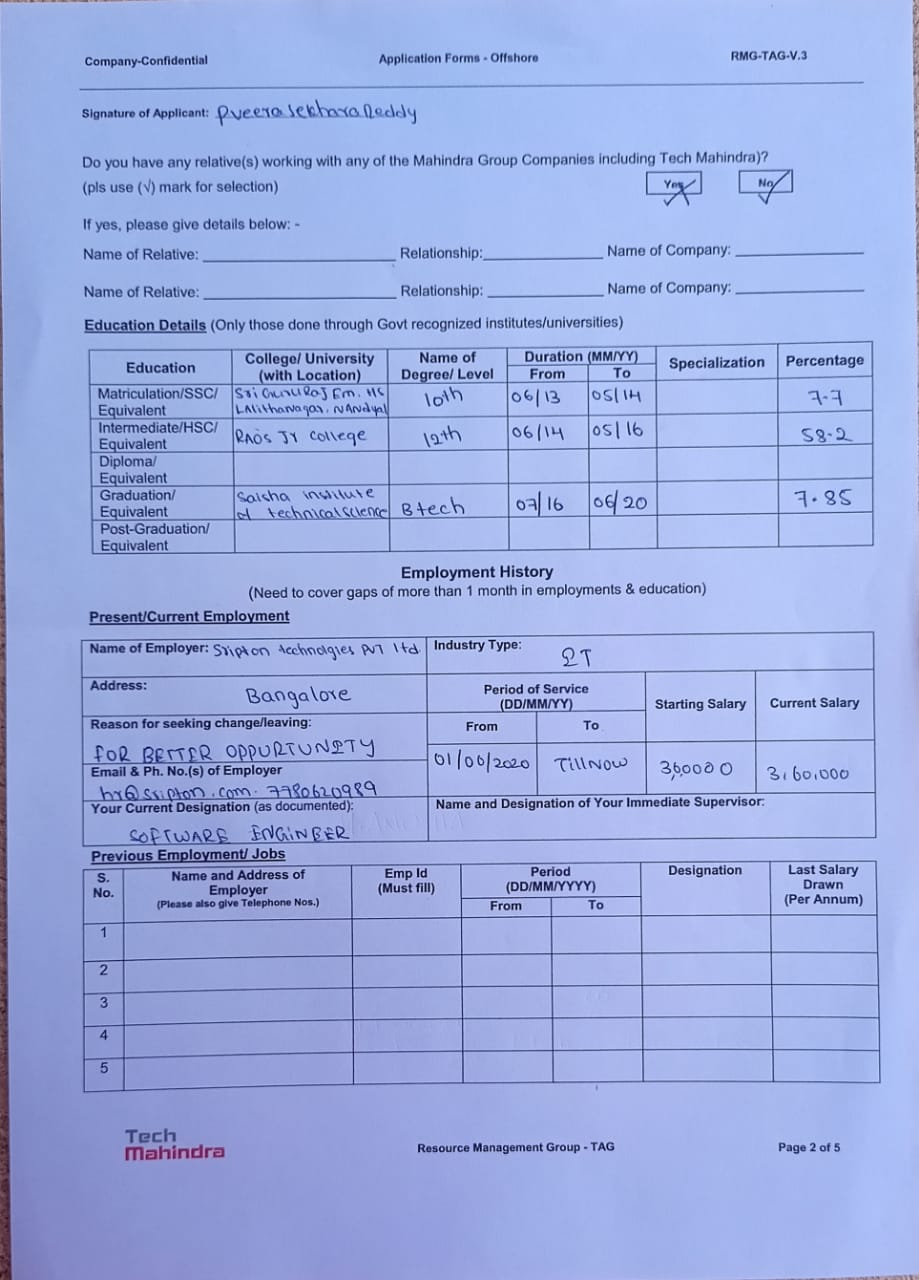 Company-Confidential Application Forms - Offshore RMG-TAG-V.3
Signature of Applicant: P Veera Sekhara Reddy
Do you have any relative(s) working with any of the Mahindra Group Companies including Tech Mahindra)?
(pls use (√) mark for selection) Yes No
If yes, please give details below: -
Name of Relative: Relationship: Name of Company:
Name of Relative: Relationship: Name of Company:
Education Details (Only those done through Govt recognized institutes/universities)
Education College/ University (with Location) Name of Degree/ Level Duration (MM/YY) From To Specialization Percentage
Matriculation/SSC/ Equivalent Sri GuruRaj Em. HS Lalithanagar, Nandyal 10th 06/13 05/14 7.7
Intermediate/HSC/ Equivalent RAO'S Jr College 12th 06/14 05/16 58.2
Diploma/ Equivalent
Graduation/ Equivalent institute of technical science Btech 07/16 06/20 7.85
Post-Graduation/ Equivalent
Employment History
(Need to cover gaps of more than 1 month in employments & education)
Present/Current Employment
Name of Employer: Sripton technolgies PVT ltd. Industry Type: IT
Address: Bangalore
Period of Service (DD/MM/YY) From To Starting Salary Current Salary
Reason for seeking change/leaving:
FOR BETTER OPPURTUNITY
01/06/2020 Till NOW 360000 3,60,000
Email & Ph. No.(s) of Employer
hr@sripton.com. 7780620989
Your Current Designation (as documented): Name and Designation of Your Immediate Supervisor:
SOFTWARE ENGINEER
Previous Employment/ Jobs
S. No. Name and Address of Employer (Please also give Telephone Nos.) Emp Id (Must fill) Period (DD/MM/YYYY) From To Designation Last Salary Drawn (Per Annum)
1
2
3
4
5
Tech
Mahindra
Resource Management Group - TAG Page 2 of 5